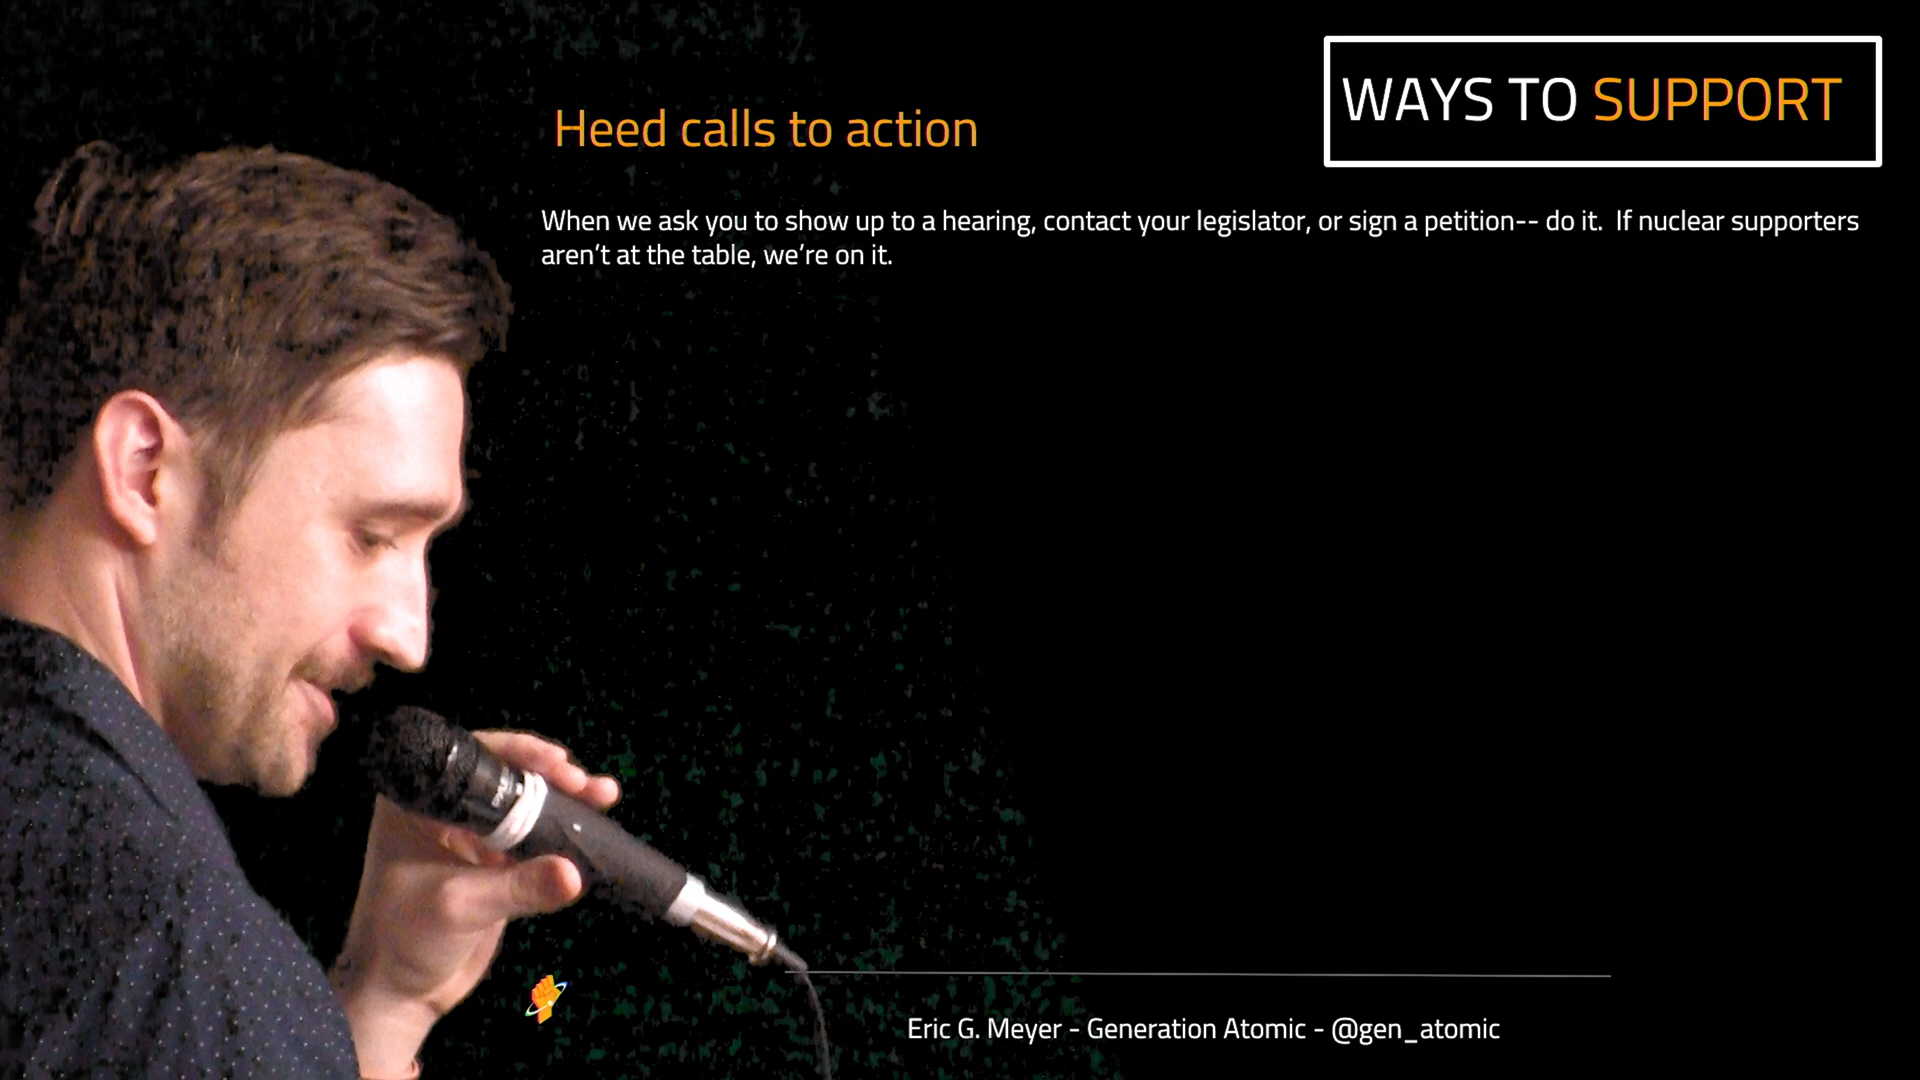 WAYS TO SUPPORT
Heed calls to action
When we ask you to show up to a hearing, contact your legislator, or sign a petition-- do it.  If nuclear supporters
aren’t at the table, we’re on it.
Eric G. Meyer - Generation Atomic - @gen_atomic